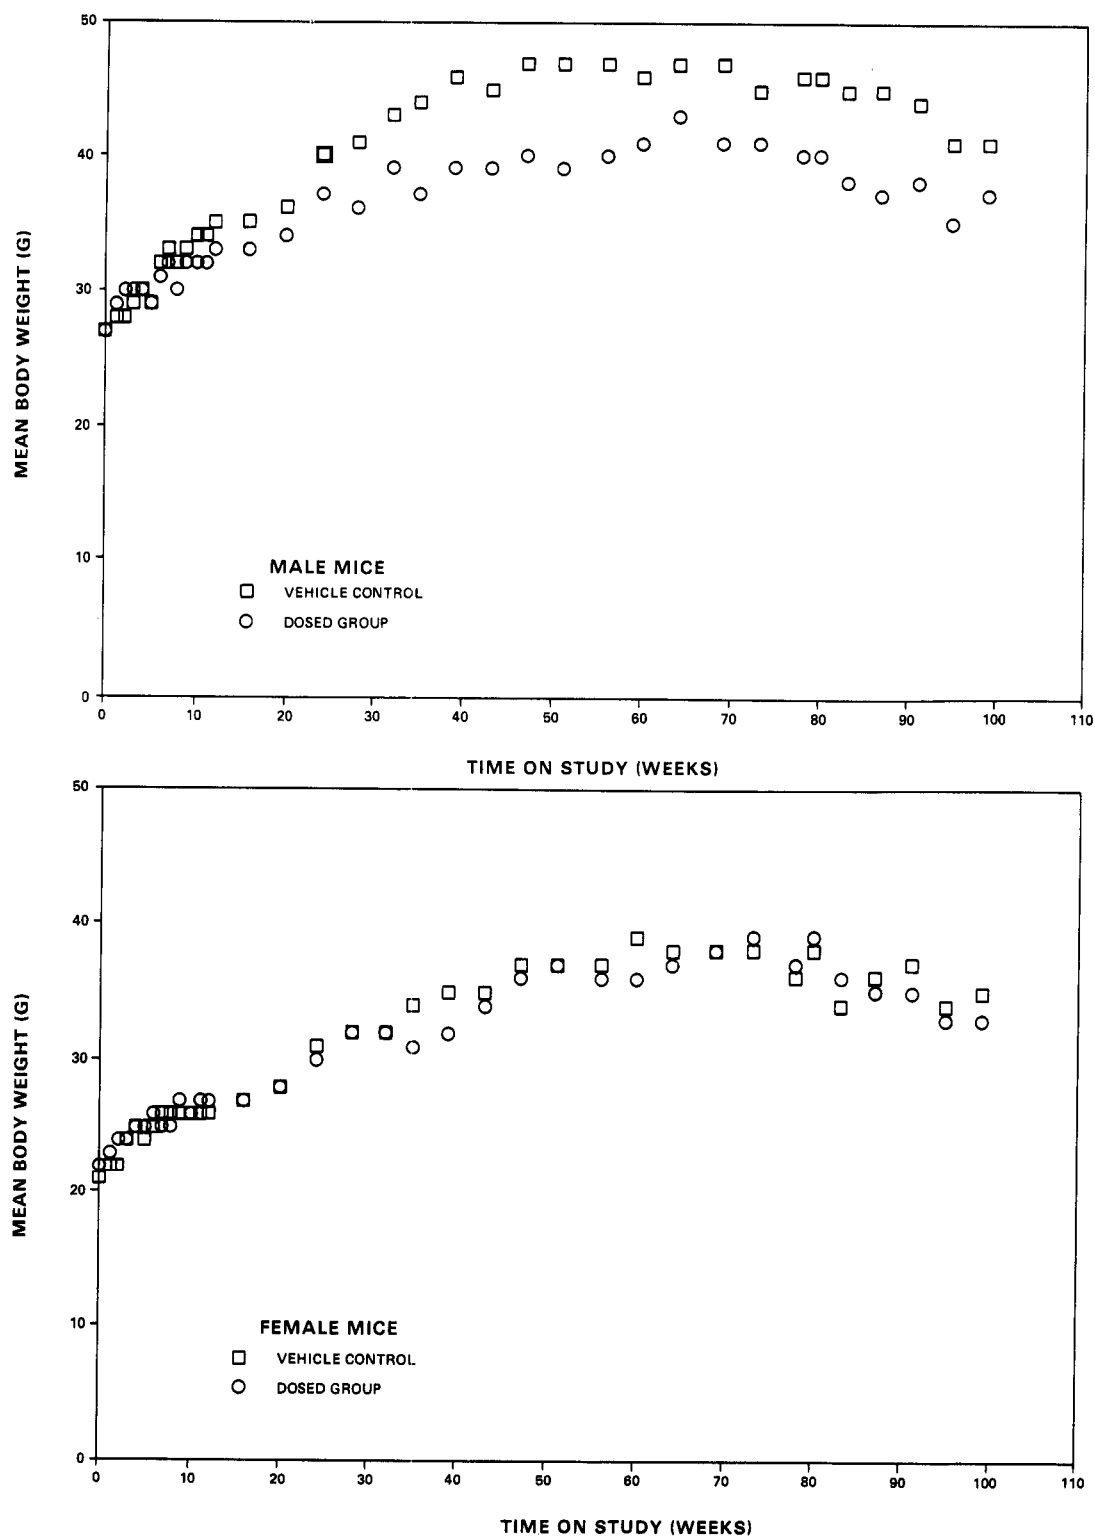 50
40
30
20
10
0
MEAN BODY WEIGHT (G)
MALE MICE
VEHICLE CONTROL
DOSED GROUP
0 10 20 30 40 50 60 70 80 90 100 110
TIME ON STUDY (WEEKS)
50
40
30
20
10
0
MEAN BODY WEIGHT (G)
FEMALE MICE
VEHICLE CONTROL
DOSED GROUP
0 10 20 30 40 50 60 70 80 90 100 110
TIME ON STUDY (WEEKS)